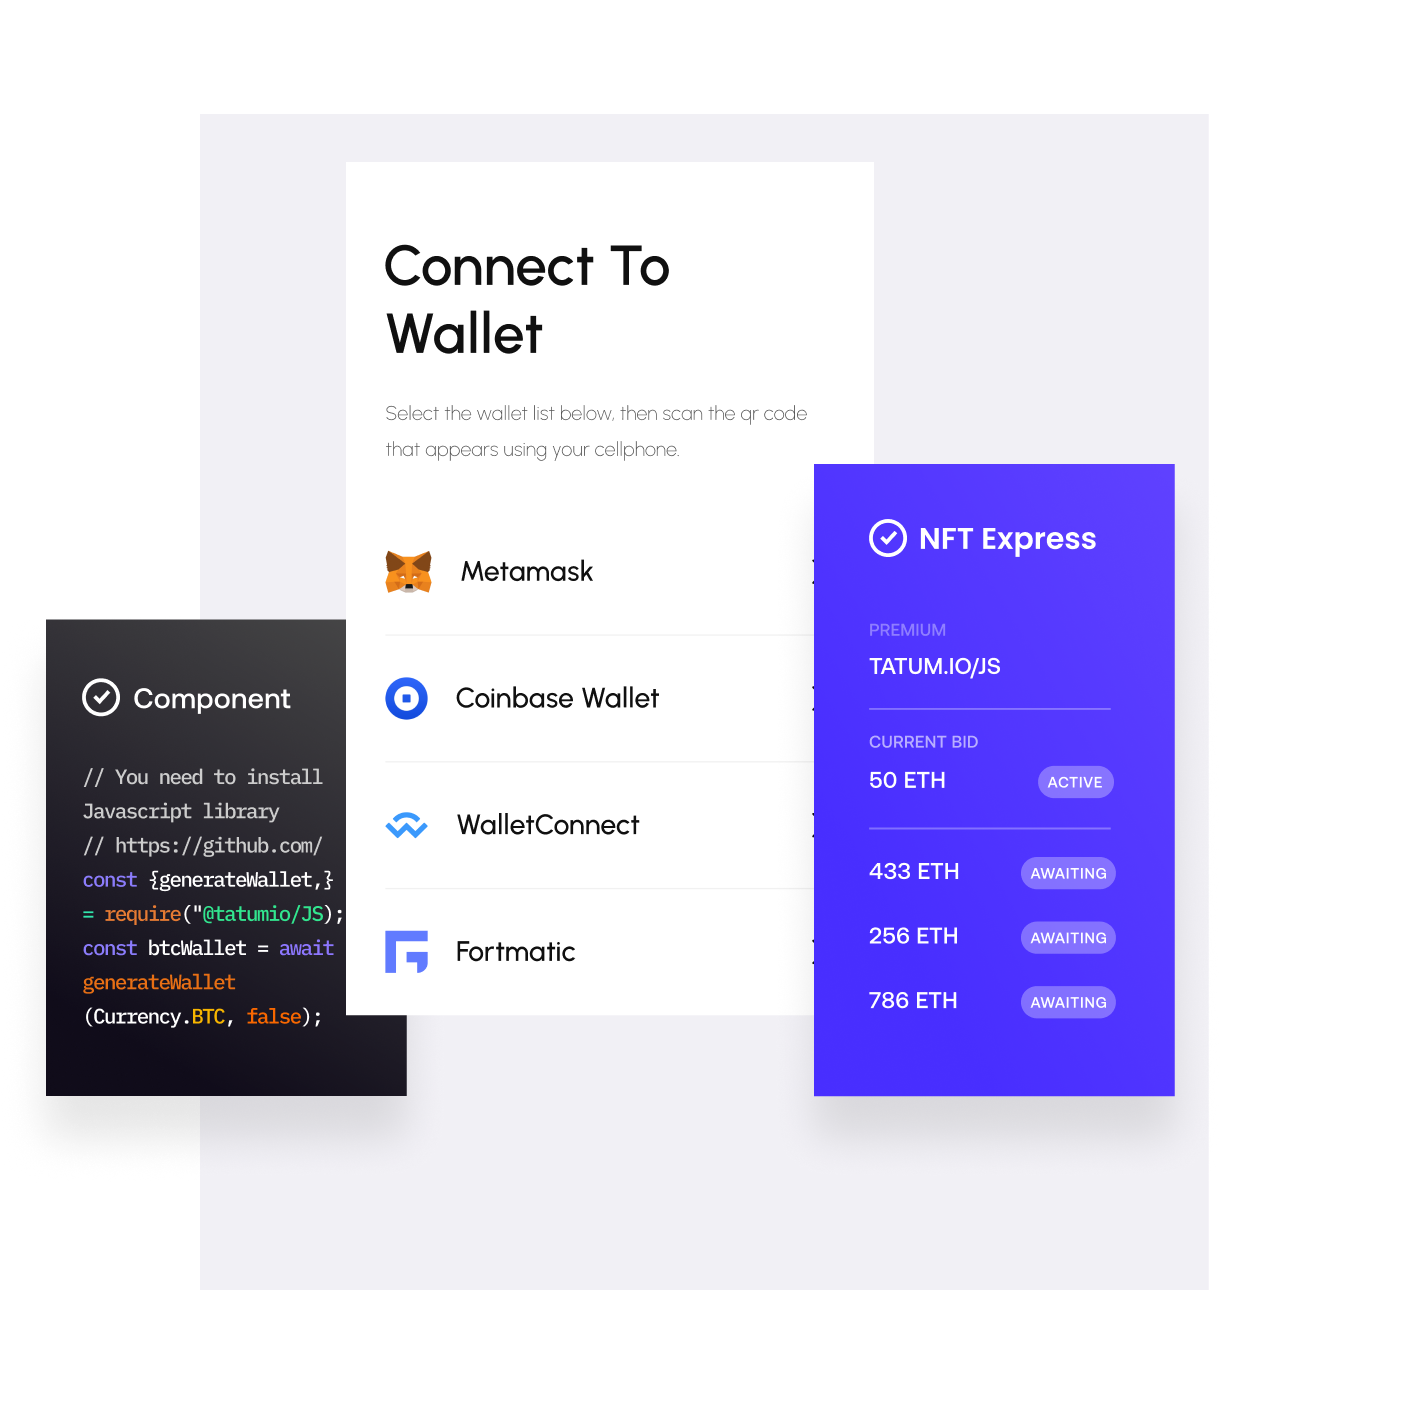 Connect To
Wallet
Select the wallet list below, then scan the qr code
that appears using your cellphone.
Metamask
Coinbase Wallet
WalletConnect
Fortmatic
Component
// You need to install
Javascript library
// https://github.com/
const {generateWallet,}
= require("@tatumio/JS);
const btcWallet = await
generateWallet
(Currency.BTC, false);
NFT Express
PREMIUM
TATUM.IO/JS
CURRENT BID
50 ETH ACTIVE
433 ETH AWAITING
256 ETH AWAITING
786 ETH AWAITING